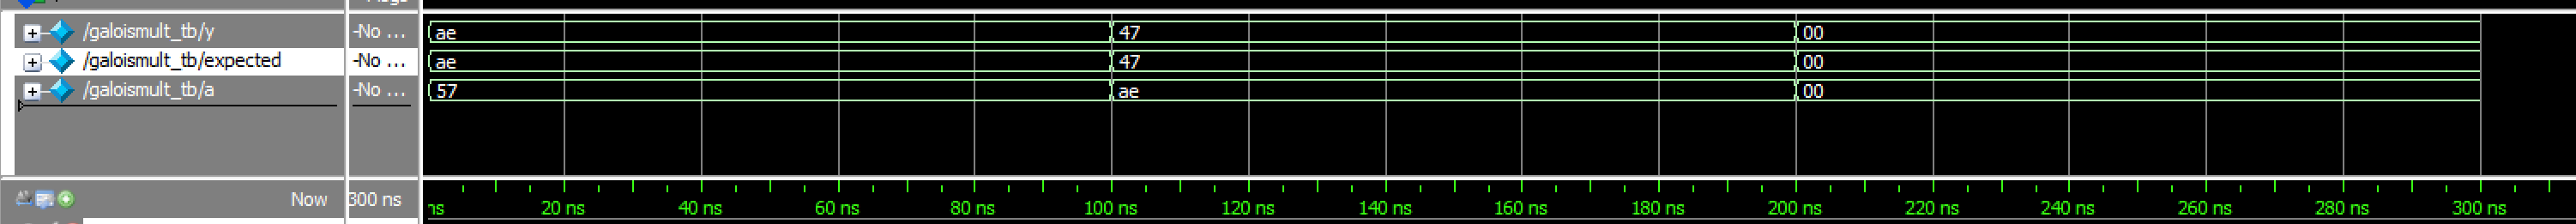 /galoismult_tb/y -No ... ae 47 00
/galoismult_tb/expected -No ... ae 47 00
/galoismult_tb/a -No ... 57 ae 00
Now 300 ns ns 20 ns 40 ns 60 ns 80 ns 100 ns 120 ns 140 ns 160 ns 180 ns 200 ns 220 ns 240 ns 260 ns 280 ns 300 ns